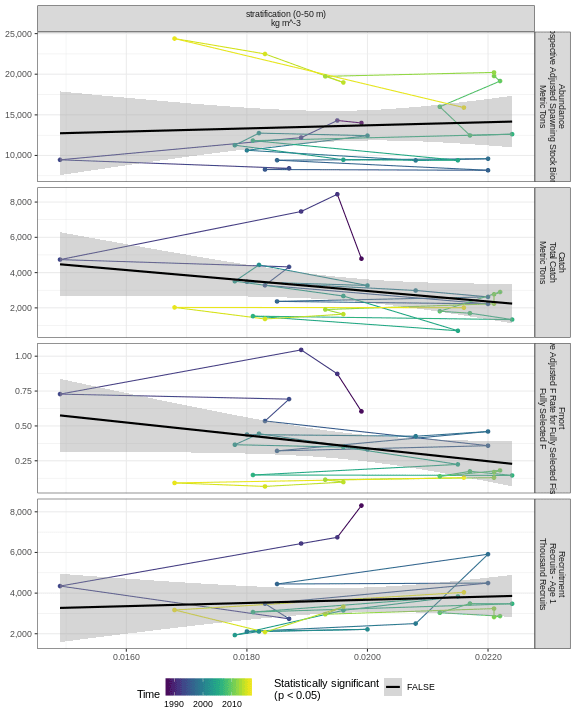 stratification (0-50 m)
kg m^-3
25,000
20,000
15,000
10,000
Abundance
Adjusted Spawning Stock
Metric Tons
8,000
6,000
4,000
2,000
Catch
Total Catch
Metric Tons
1.00
0.75
0.50
0.25
Fmort
Adjusted F Rate for Fully Selected
Fully Selected F
8,000
6,000
4,000
2,000
Recruitment
Recruits - Age 1
Thousand Recruits
0.0160
0.0180
0.0200
0.0220
Time
1990
2000
2010
Statistically significant
(p < 0.05)
FALSE